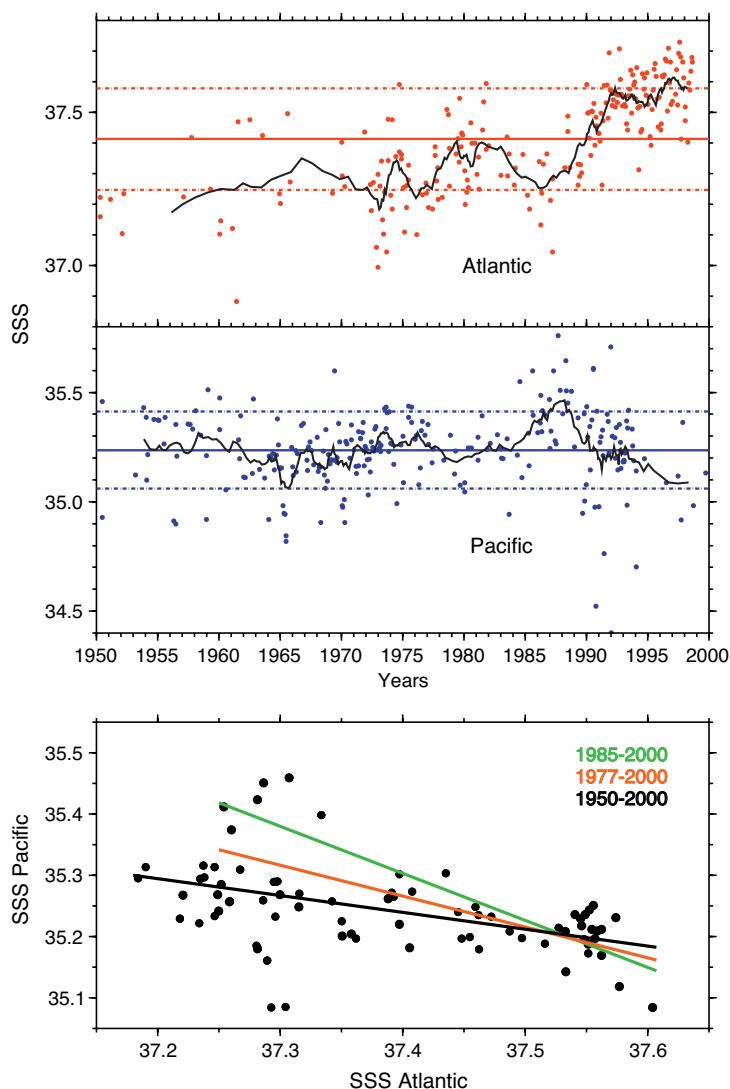 37.5
37.0
Atlantic
SSS
35.5
35.0
34.5
Pacific
1950 1955 1960 1965 1970 1975 1980 1985 1990 1995 2000
Years
35.5
35.4
35.3
35.2
35.1
1985-2000
1977-2000
1950-2000
SSS Pacific
37.2 37.3 37.4 37.5 37.6
SSS Atlantic